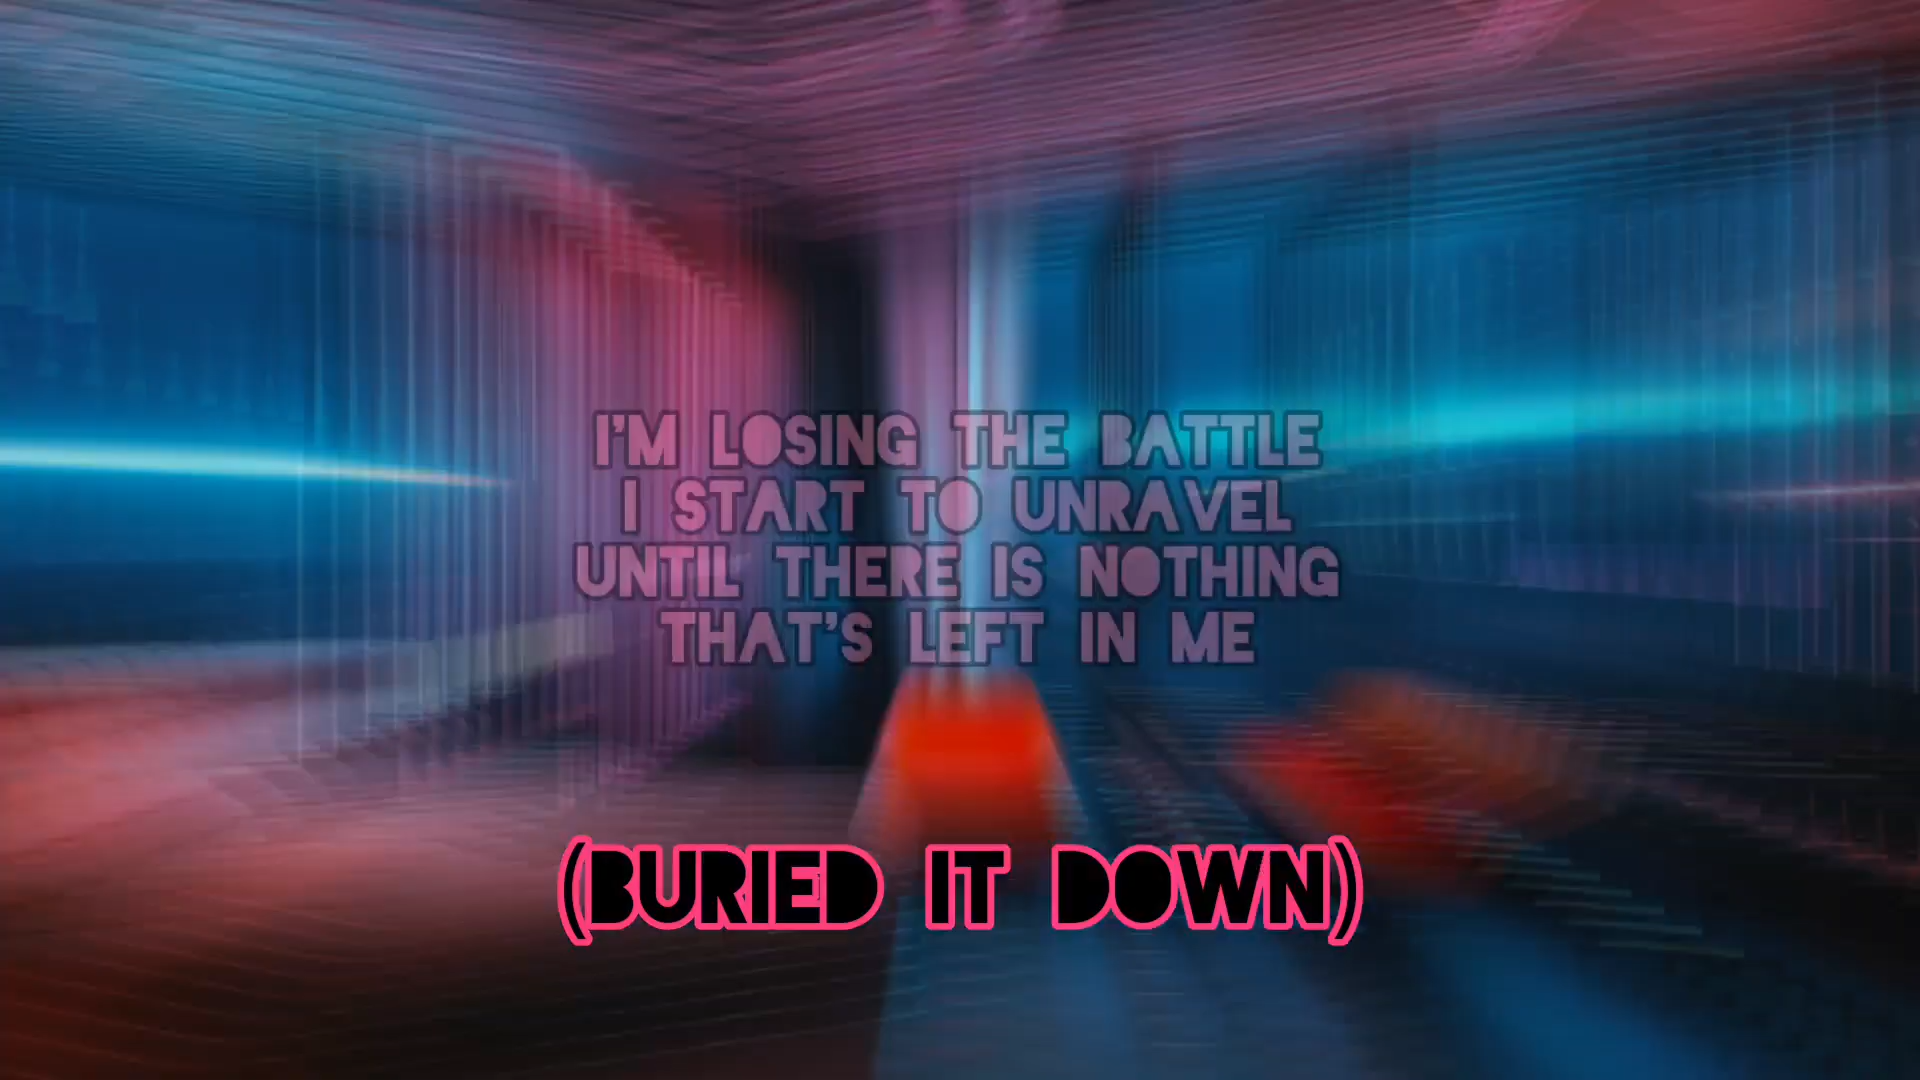 I'M LOSING THE BATTLE
I START TO UNRAVEL
UNTIL THERE IS NOTHING
THAT'S LEFT IN ME
(BURIED IT DOWN)